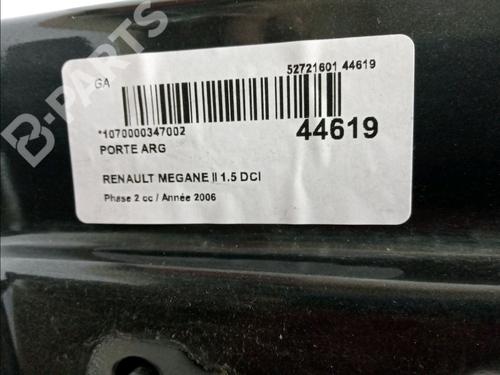 B-PARTS
GA
52721601 44619
*1070000347002
44619
PORTE ARG
RENAULT MEGANE II 1.5 DCI
Phase 2 cc / Année 2006